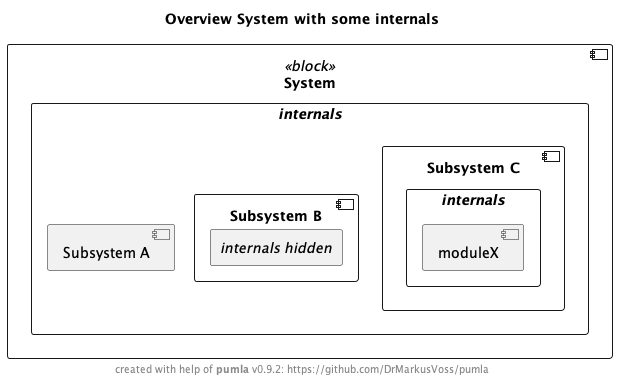 Overview System with some internals
«block»
System
internals
Subsystem C
internals
Subsystem B
internals hidden
Subsystem A
moduleX
created with help of pumla v0.9.2: https://github.com/DrMarkusVoss/pumla